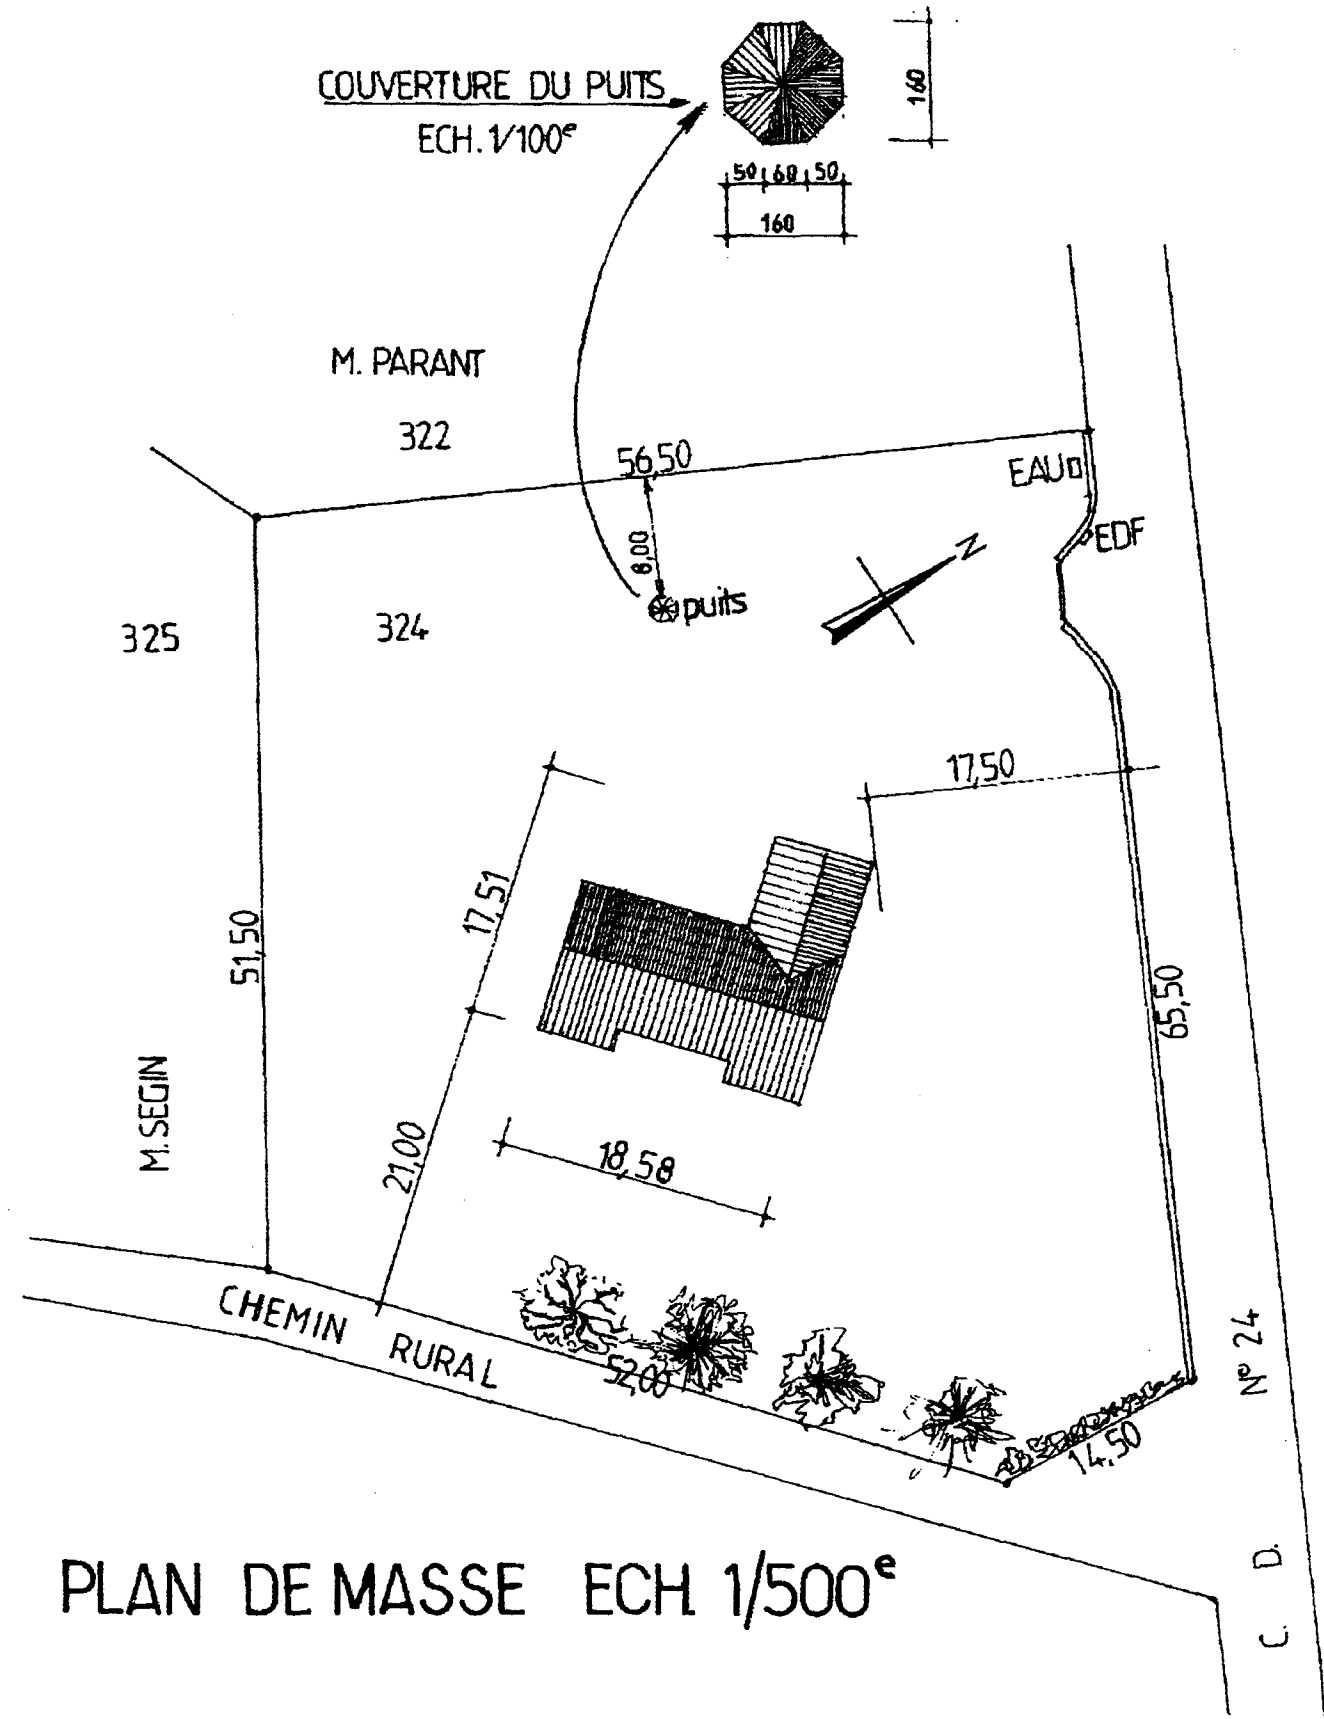 COUVERTURE DU PUITS
ECH. 1/100e
160
50 60 50
160
M. PARANT
322
56,50
EAU
EDF
8,00
N
puits
325
324
17,50
17,51
51,50
65,50
M. SEGIN
21,00
18,58
CHEMIN RURAL
52,00
14,50
C. D. N° 24
PLAN DE MASSE ECH. 1/500e